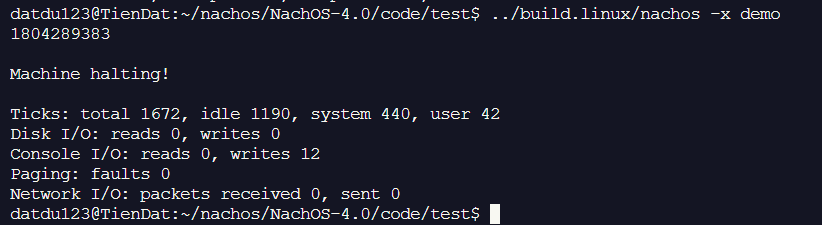 datdu123@TienDat:~/nachos/NachOS-4.0/code/test$ ../build.linux/nachos -x demo
1804289383
Machine halting!
Ticks: total 1672, idle 1190, system 440, user 42
Disk I/O: reads 0, writes 0
Console I/O: reads 0, writes 12
Paging: faults 0
Network I/O: packets received 0, sent 0
datdu123@TienDat:~/nachos/NachOS-4.0/code/test$